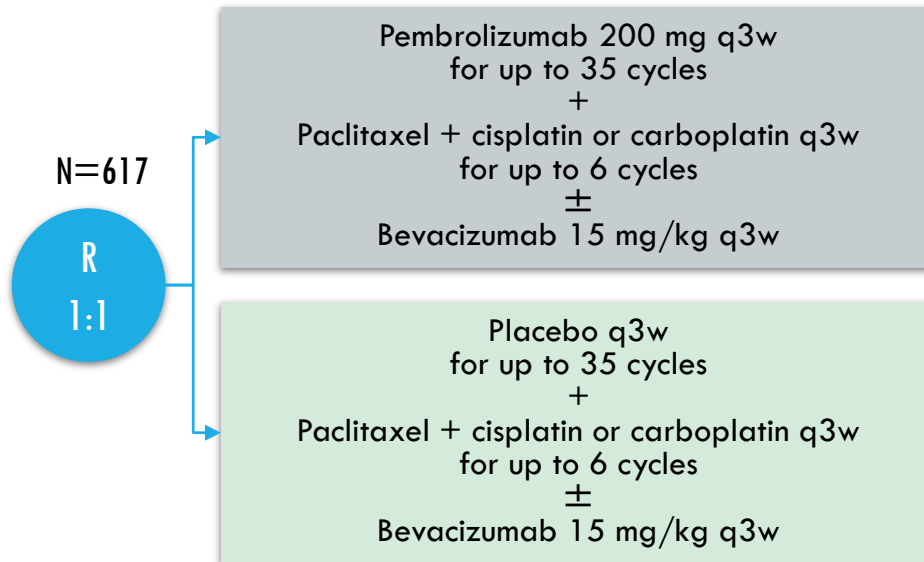 N=617
R
1:1
Pembrolizumab 200 mg q3w
for up to 35 cycles
+
Paclitaxel + cisplatin or carboplatin q3w
for up to 6 cycles
±
Bevacizumab 15 mg/kg q3w
Placebo q3w
for up to 35 cycles
+
Paclitaxel + cisplatin or carboplatin q3w
for up to 6 cycles
±
Bevacizumab 15 mg/kg q3w